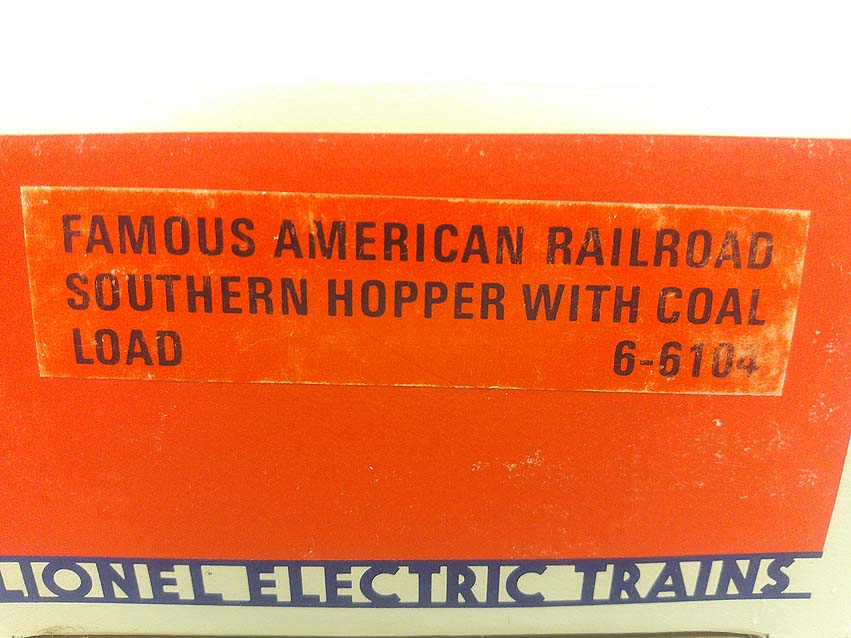 FAMOUS AMERICAN RAILROAD
SOUTHERN HOPPER WITH COAL
LOAD 6-6104
LIONEL ELECTRIC TRAINS